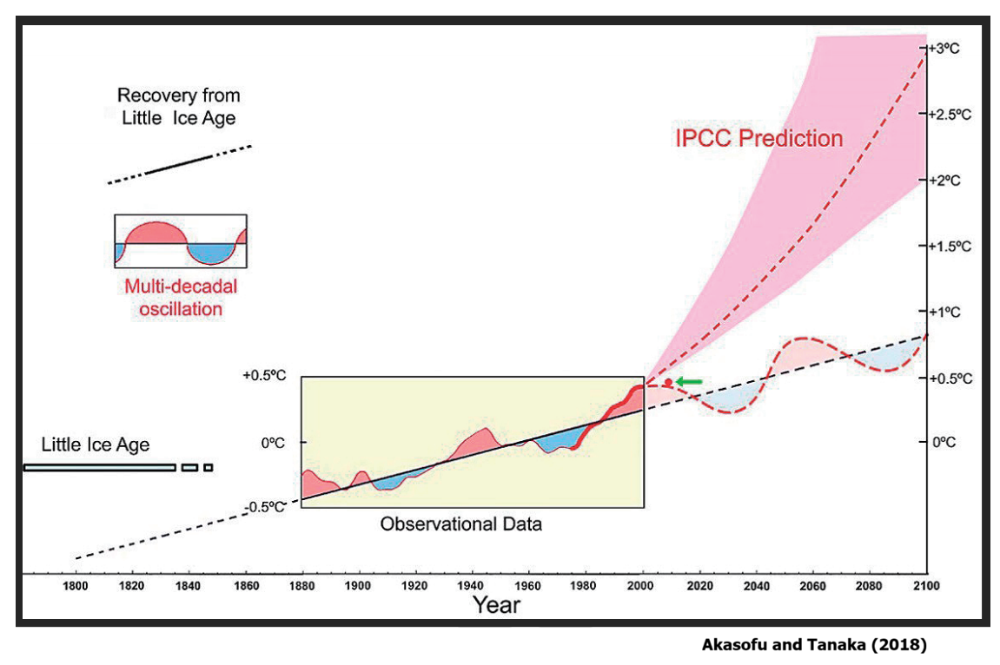 Recovery from
Little Ice Age
Multi-decadal
oscillation
IPCC Prediction
+3ºC
+2.5ºC
+2ºC
+1.5ºC
+1ºC
+0.5ºC
0ºC
+0.5ºC
0ºC
-0.5ºC
Little Ice Age
Observational Data
1800 1820 1840 1860 1880 1900 1920 1940 1960 1980 2000 2020 2040 2060 2080 2100
Year
Akasofu and Tanaka (2018)